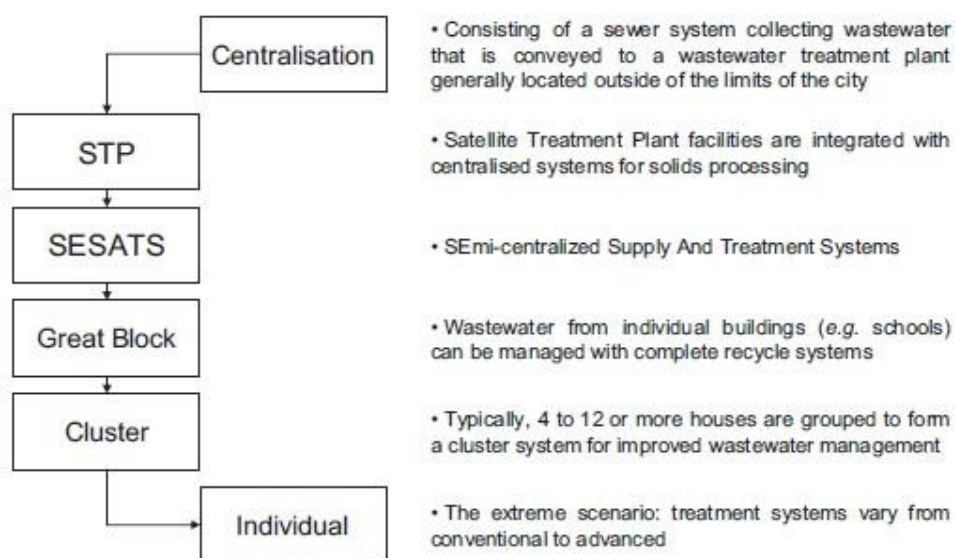 Centralisation
• Consisting of a sewer system collecting wastewater
that is conveyed to a wastewater treatment plant
generally located outside of the limits of the city
STP
• Satellite Treatment Plant facilities are integrated with
centralised systems for solids processing
SESATS
• SEmi-centralized Supply And Treatment Systems
Great Block
• Wastewater from individual buildings (e.g. schools)
can be managed with complete recycle systems
Cluster
• Typically, 4 to 12 or more houses are grouped to form
a cluster system for improved wastewater management
Individual
• The extreme scenario: treatment systems vary from
conventional to advanced